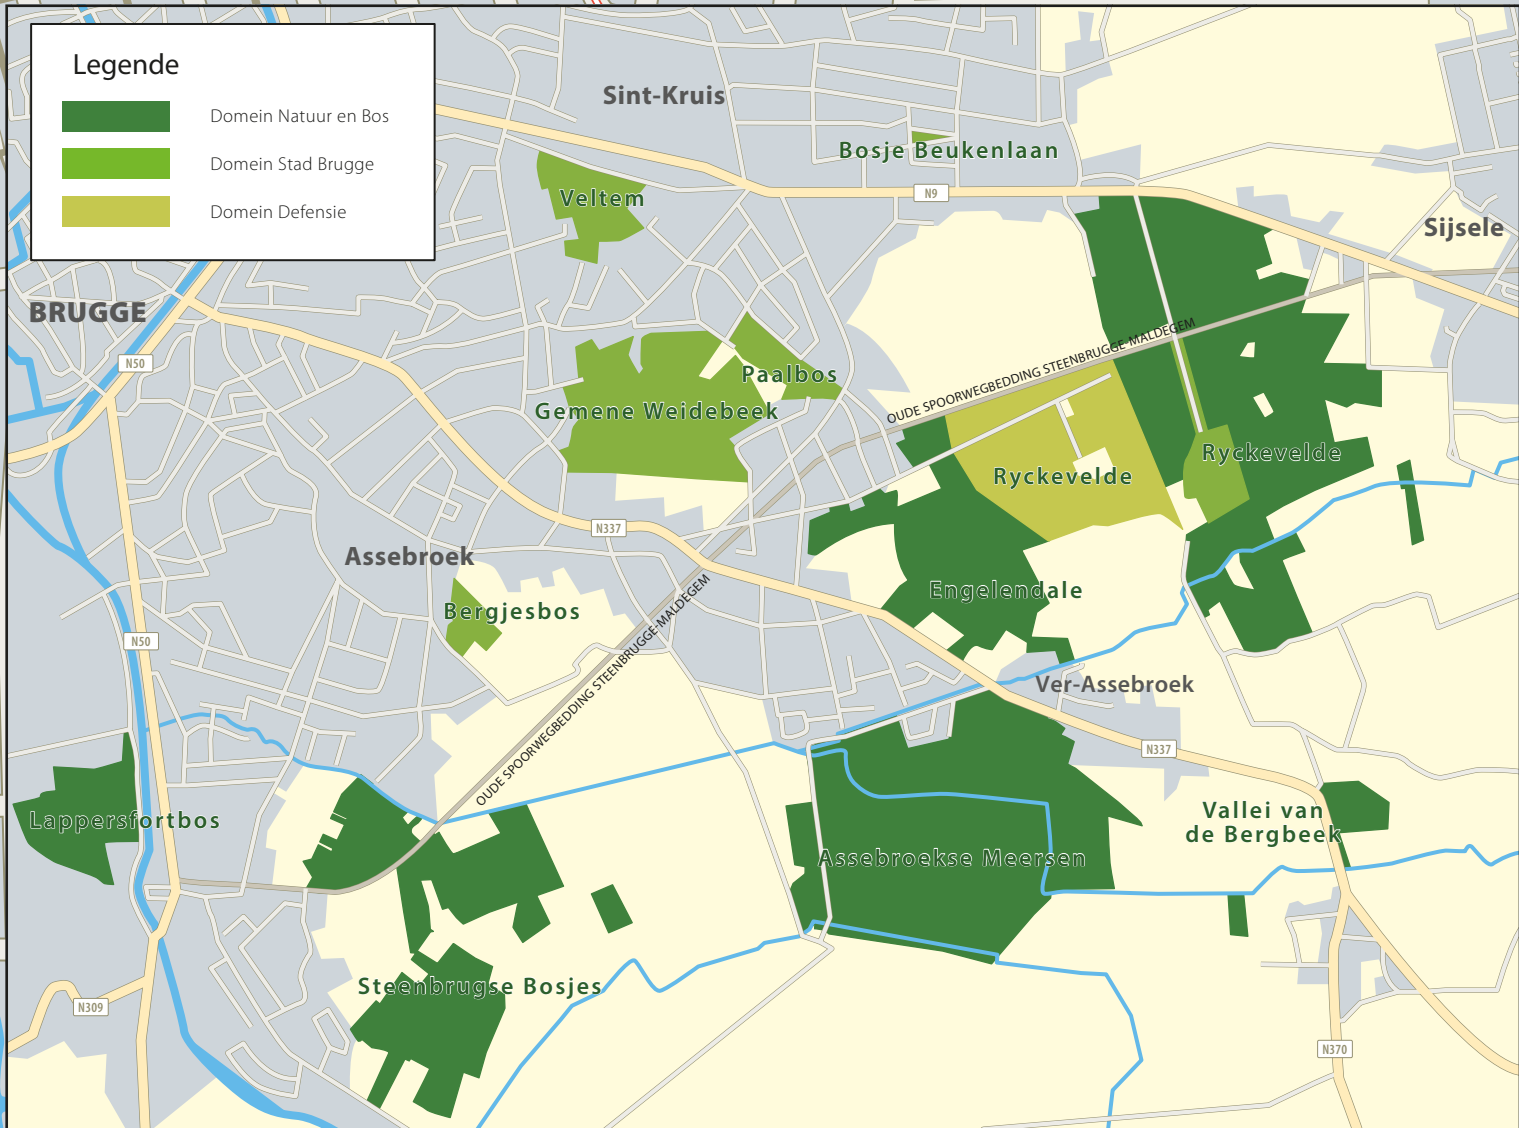 Legende
Domein Natuur en Bos
Domein Stad Brugge
Domein Defensie
Sint-Kruis
Bosje Beukenlaan
Veltem
N9
Sijsele
BRUGGE
N50
OUDE SPOORWEGBEDDING STEENBRUGGE-MALDEGEM
Paalbos
Gemene Weidebeek
Ryckevelde
Ryckevelde
N337
Assebroek
Bergjesbos
Engelendale
N50
OUDE SPOORWEGBEDDING STEENBRUGGE-MALDEGEM
Ver-Assebroek
N337
Lappersfortbos
Vallei van
de Bergbeek
Assebroekse Meersen
Steenbrugse Bosjes
N309
N370